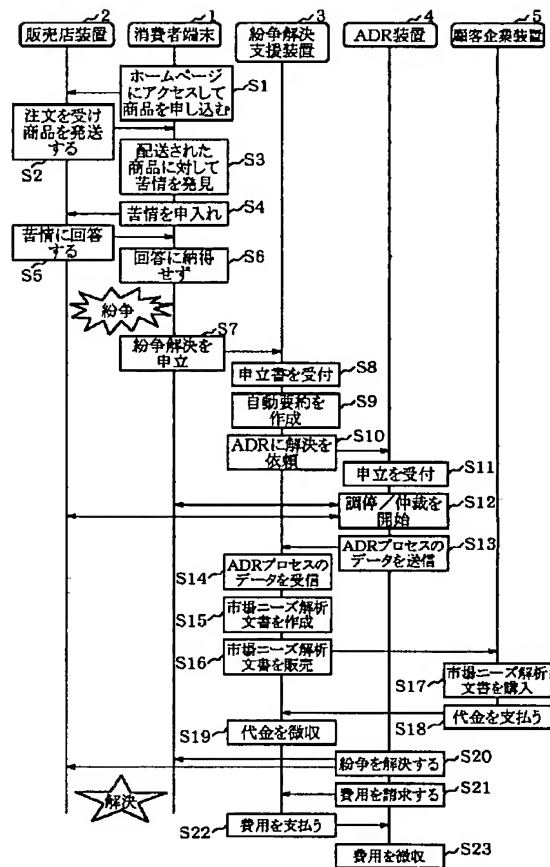 2 1 3 4 5
販売店装置 消費者端末 紛争解決 ADR装置 顧客企業装置
支援装置
ホームページ
にアクセスして
商品を申し込む
S1
注文を受け
商品を発送
する
S2
配送された
商品に対して
苦情を発見
S3
苦情を申入れ
S4
苦情に回答
する
S5
回答に納得
せず
S6
紛争
紛争解決を
申立
S7
申立書を受付
S8
自動要約を
作成
S9
ADRに解決を
依頼
S10
申立を受付
S11
調停/仲裁を
開始
S12
ADRプロセスの
データを送信
S13
S14
ADRプロセスの
データを受信
S15
市場ニーズ解析
文書を作成
S16
市場ニーズ解析
文書を販売
S17
市場ニーズ解析
文書を購入
S18
代金を支払う
S19
代金を徴収
紛争を解決する
S20
解決
費用を請求する
S21
S22
費用を支払う
費用を徴収
S23